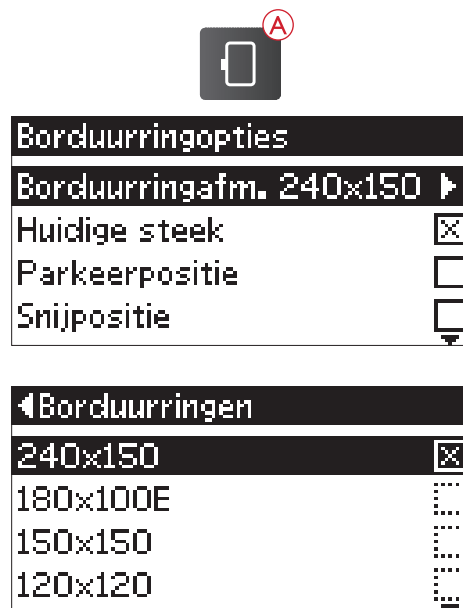 A
Borduurringopties
Borduurringafm. 240x150
Huidige steek
Parkeerpositie
Snijpositie
Borduurringen
240x150
180x100E
150x150
120x120